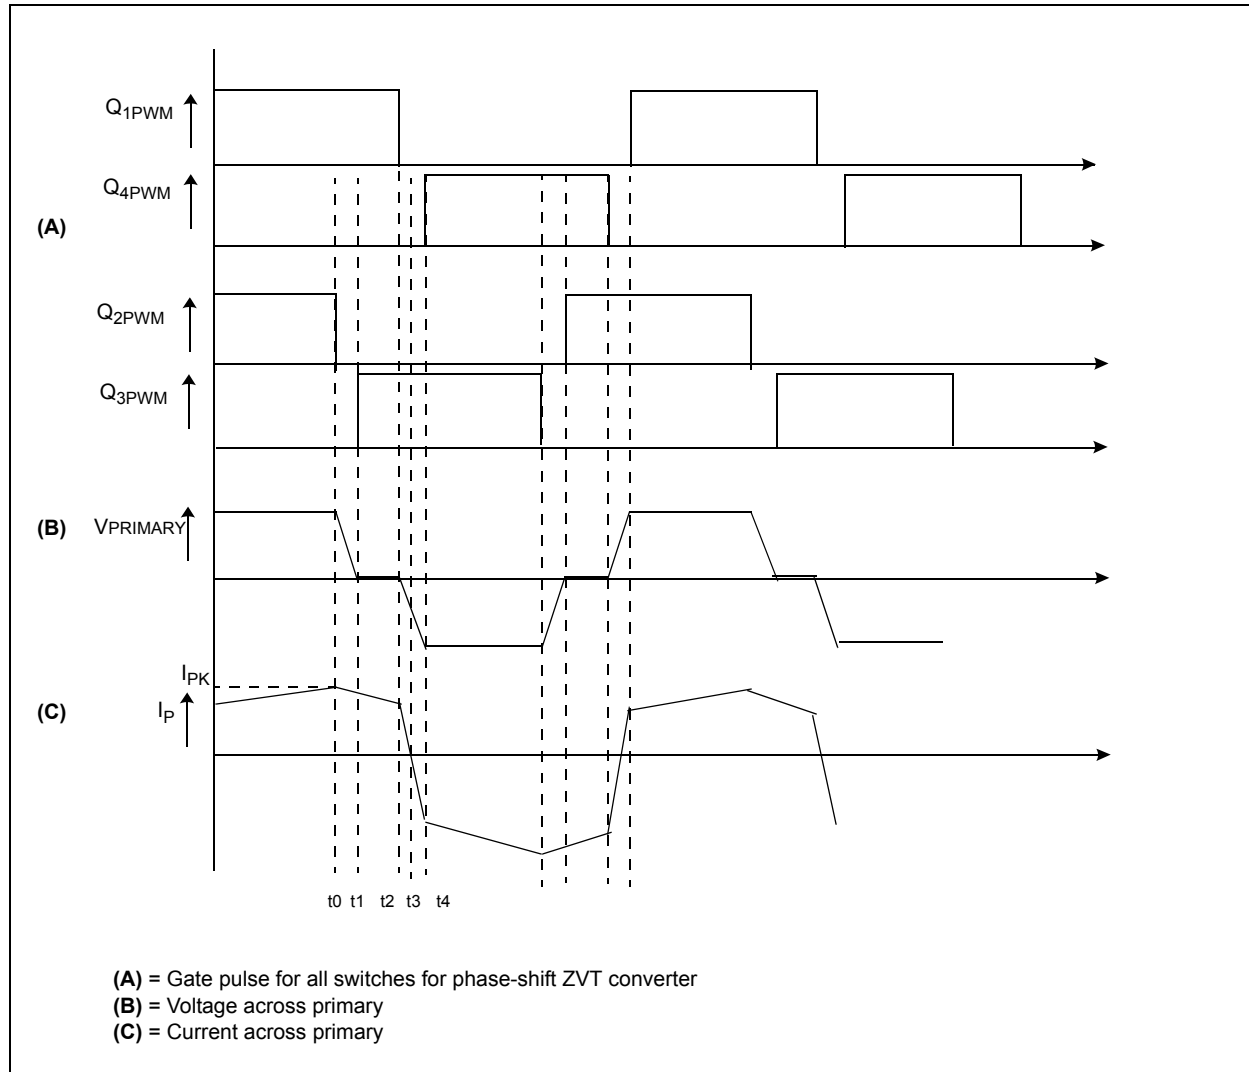 Q1PWM
Q4PWM
(A)
Q2PWM
Q3PWM
(B) VPRIMARY
IPK
(C) IP
t0 t1 t2 t3 t4
(A) = Gate pulse for all switches for phase-shift ZVT converter
(B) = Voltage across primary
(C) = Current across primary